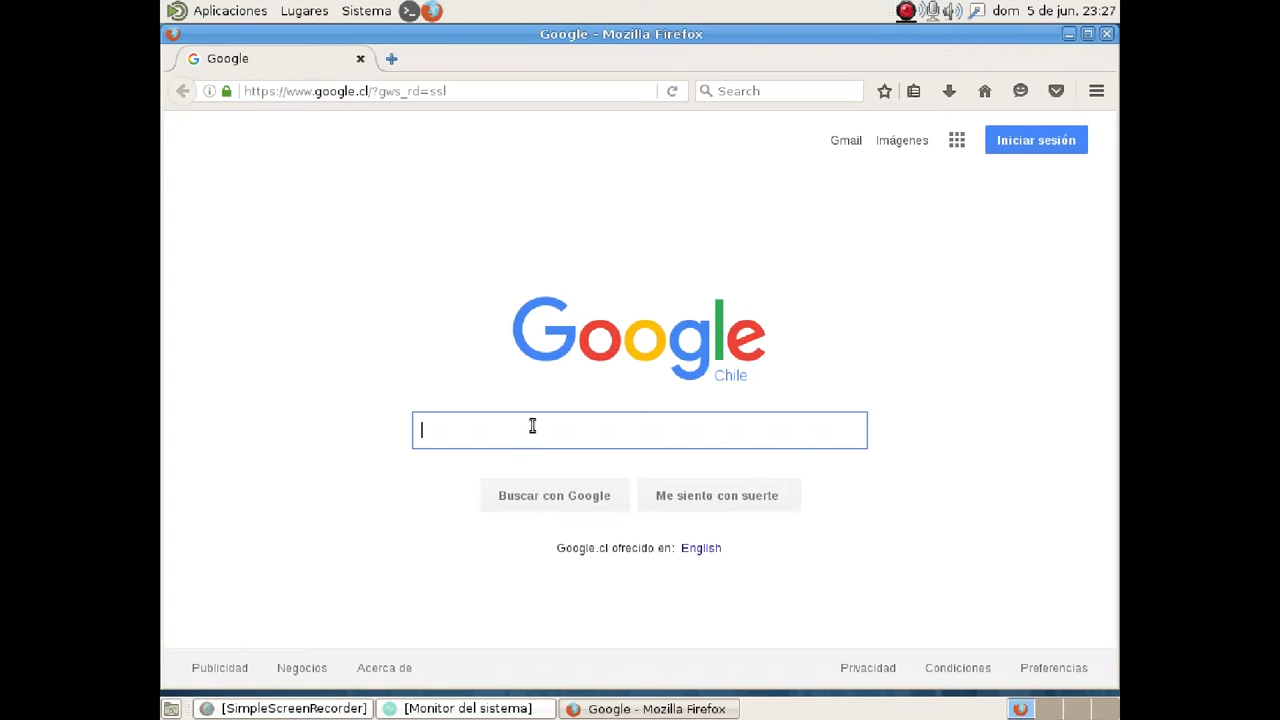 Aplicaciones Lugares Sistema dom 5 de jun, 23:27
Google - Mozilla Firefox
Google
https://www.google.cl/?gws_rd=ssl Search
Gmail Imágenes Iniciar sesión
Google
Chile
Buscar con Google Me siento con suerte
Google.cl ofrecido en: English
Publicidad Negocios Acerca de Privacidad Condiciones Preferencias
[SimpleScreenRecorder] [Monitor del sistema] Google - Mozilla Firefox